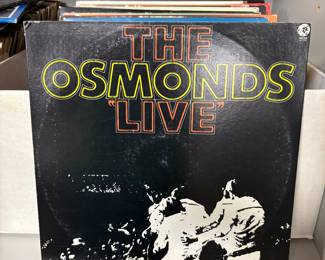 THE
OSMONDS
"LIVE"